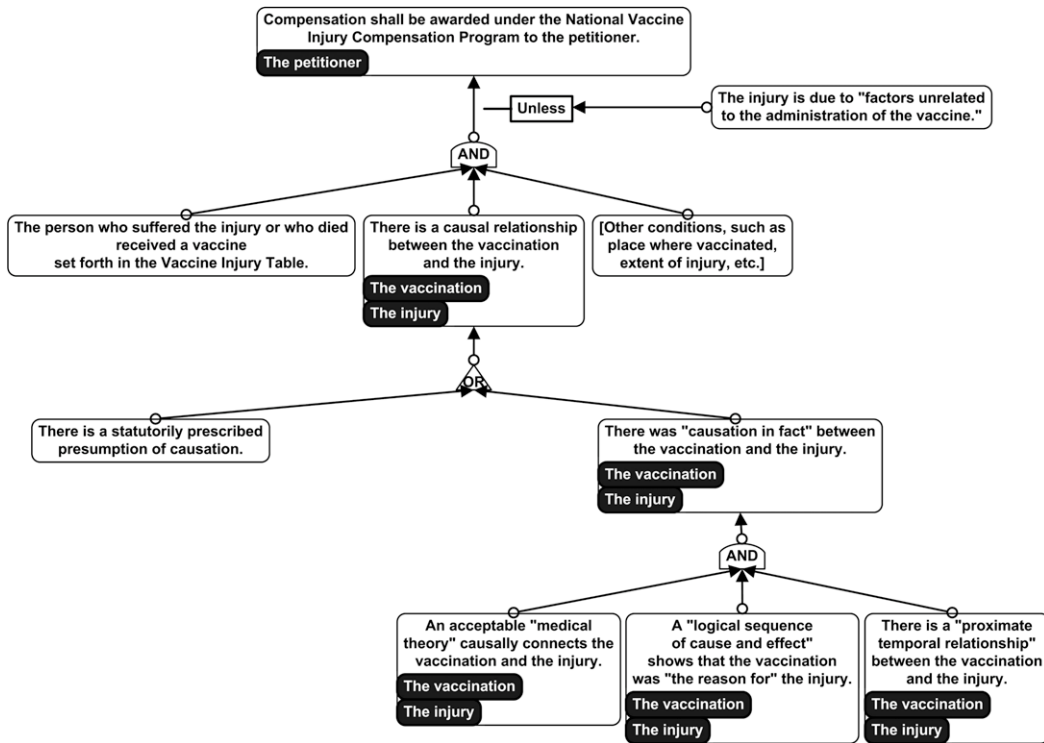 Compensation shall be awarded under the National Vaccine
Injury Compensation Program to the petitioner.
The petitioner
Unless
The injury is due to "factors unrelated
to the administration of the vaccine."
AND
The person who suffered the injury or who died
received a vaccine
set forth in the Vaccine Injury Table.
There is a causal relationship
between the vaccination
and the injury.
The vaccination
The injury
[Other conditions, such as
place where vaccinated,
extent of injury, etc.]
OR
There is a statutorily prescribed
presumption of causation.
There was "causation in fact" between
the vaccination and the injury.
The vaccination
The injury
AND
An acceptable "medical
theory" causally connects the
vaccination and the injury.
The vaccination
The injury
A "logical sequence
of cause and effect"
shows that the vaccination
was "the reason for" the injury.
The vaccination
The injury
There is a "proximate
temporal relationship"
between the vaccination
and the injury.
The vaccination
The injury